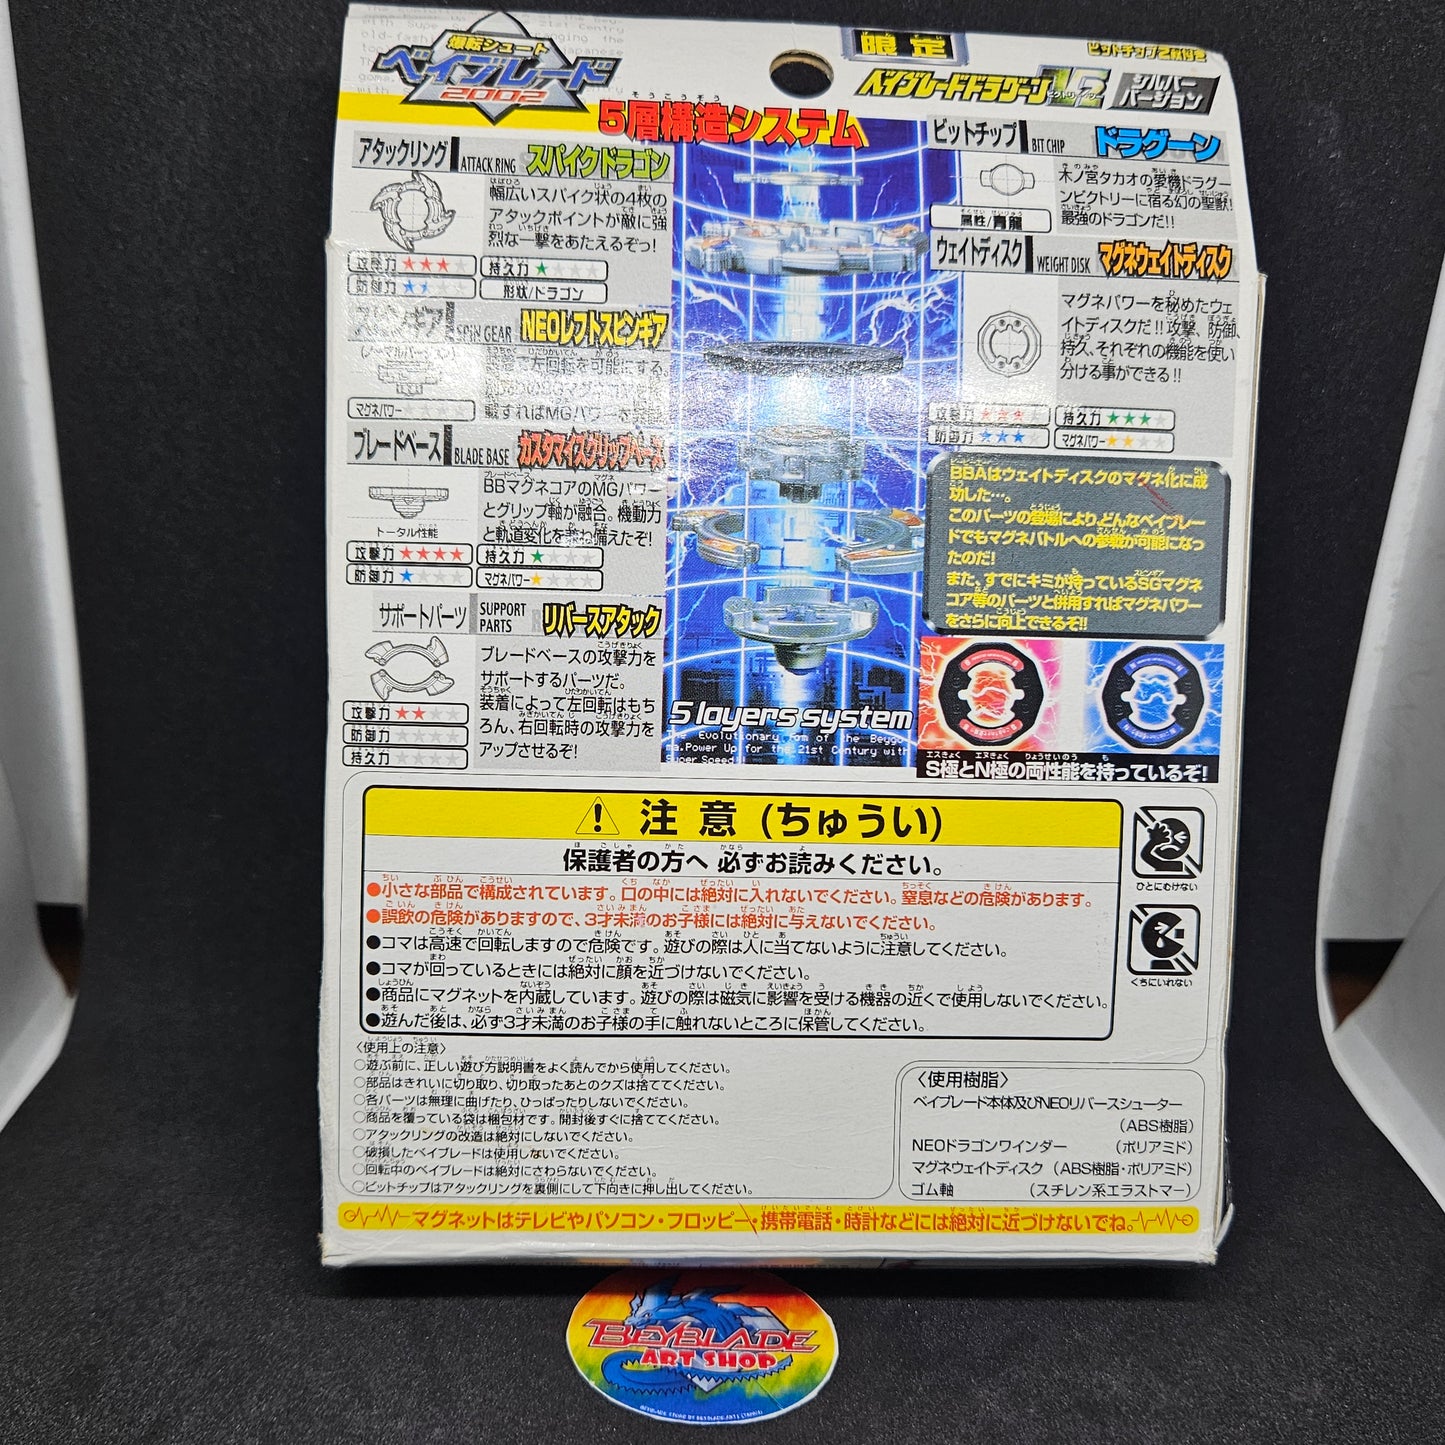 爆転シュート
ベイブレード
2002
限定
ビットチップ2枚付き
ベイブレードドラグーンVG
シルバーバージョン
5層構造システム
アタックリング ATTACK RING スパイクドラゴン
幅広いスパイク状の4枚の
アタックポイントが敵に強
烈な一撃をあたえるぞっ!
攻撃力 ★★★★ 持久力 ★★★★
防御力 ★★★★ 形状/ドラゴン
スピンギア SPIN GEAR NEOレフトスピンギア
(ノーマルバージョン)
左回転を可能にする、
載すればMGパワーを
マグネパワー
ブレードベース BLADE BASE カスタマイズグリップベース
BBマグネコアのMGパワー
とグリップ軸が融合。機動力
と軌道変化を兼ね備えたぞ!
トータル性能
攻撃力 ★★★★ 持久力 ★★★★
防御力 ★★★★ マグネパワー ★★★★
サポートパーツ SUPPORT PARTS リバースアタック
ブレードベースの攻撃力を
サポートするパーツだ。
装着によって左回転はもち
ろん、右回転時の攻撃力を
アップさせるぞ!
攻撃力 ★★★★
防御力 ★★★★
持久力 ★★★★
5 layers system
The Evolutionary fom of the Beygo
ma.Power Up for the 21st Century with
Super Speed!
ビットチップ BIT CHIP ドラグーン
木ノ宮タカオの愛機ドラグー
ンビクトリーに宿る幻の聖獣!
最強のドラゴンだ!!
属性/青龍
ウェイトディスク WEIGHT DISK マグネウェイトディスク
マグネパワーを秘めたウェ
イトディスクだ!!攻撃、防御、
持久、それぞれの機能を使い
分ける事ができる!!
攻撃力 ★★★★ 持久力 ★★★★
防御力 ★★★★ マグネパワー ★★★★
BBAはウェイトディスクのマグネ化に成
功した…。
このパーツの登場により、どんなベイブレー
ドでもマグネバトルへの参戦が可能になっ
たのだ!
また、すでにキミが持っているSGマグネ
コア等のパーツと併用すればマグネパワー
をさらに向上できるぞ!!
S極とN極の両性能を持っているぞ!
注意(ちゅうい)
保護者の方へ 必ずお読みください。
●小さな部品で構成されています。口の中には絶対に入れないでください。窒息などの危険があります。
●誤飲の危険がありますので、3才未満のお子様には絶対に与えないでください。
●コマは高速で回転しますので危険です。遊びの際は人に当てないように注意してください。
●コマが回っているときには絶対に顔を近づけないでください。
●商品にマグネットを内蔵しています。遊びの際は磁気に影響を受ける機器の近くで使用しないでください。
●遊んだ後は、必ず3才未満のお子様の手に触れないところに保管してください。
ひとにむけない
くちにいれない
〈使用上の注意〉
○遊ぶ前に、正しい遊び方説明書をよく読んでから使用してください。
○部品はきれいに切り取り、切り取ったあとのクズは捨ててください。
○各パーツは無理に曲げたり、ひっぱったりしないでください。
○商品を覆っている袋は梱包材です。開封後すぐに捨ててください。
○アタックリングの改造は絶対にしないでください。
○破損したベイブレードは使用しないでください。
○回転中のベイブレードは絶対にさわらないでください。
○ビットチップはアタックリングを裏側にして下向きに押し出してください。
〈使用樹脂〉
ベイブレード本体及びNEOリバースシューター
(ABS樹脂)
NEOドラゴンワインダー (ポリアミド)
マグネウェイトディスク (ABS樹脂・ポリアミド)
ゴム軸 (スチレン系エラストマー)
マグネットはテレビやパソコン・フロッピー・携帯電話・時計などには絶対に近づけないでね。
BEYBLADE
ART SHOP